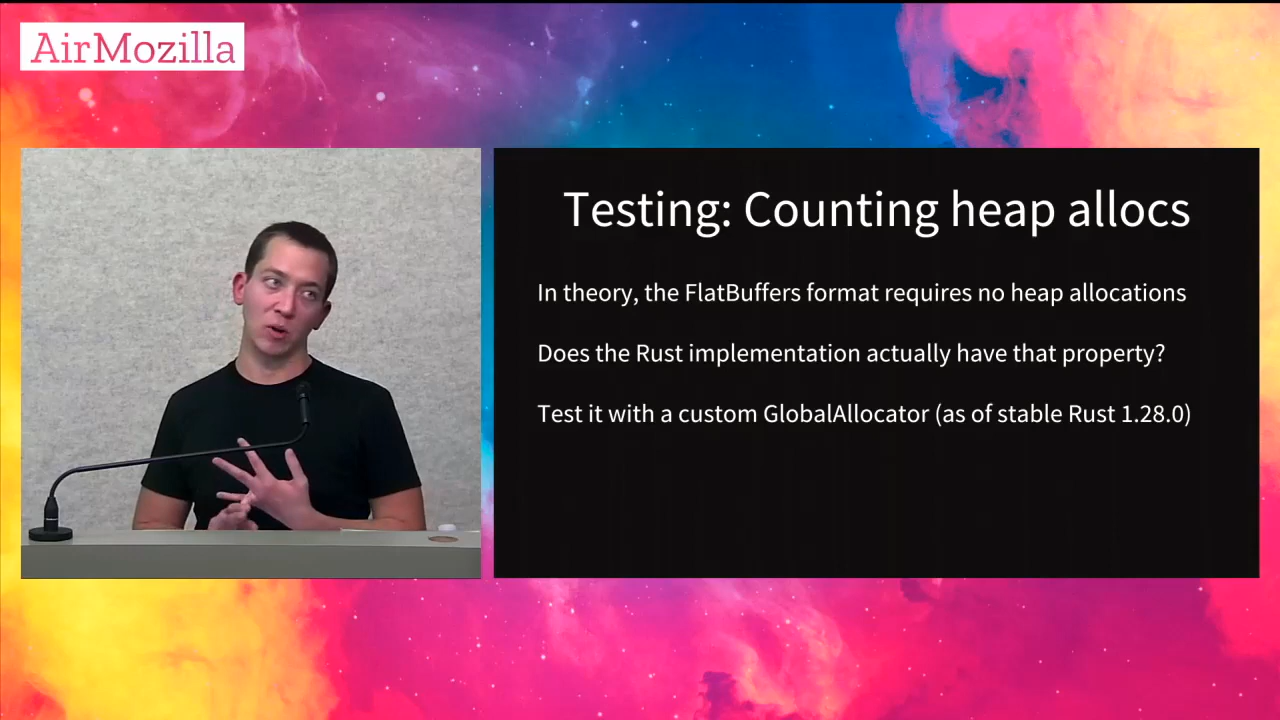 AirMozilla
Testing: Counting heap allocs
In theory, the FlatBuffers format requires no heap allocations
Does the Rust implementation actually have that property?
Test it with a custom GlobalAllocator (as of stable Rust 1.28.0)